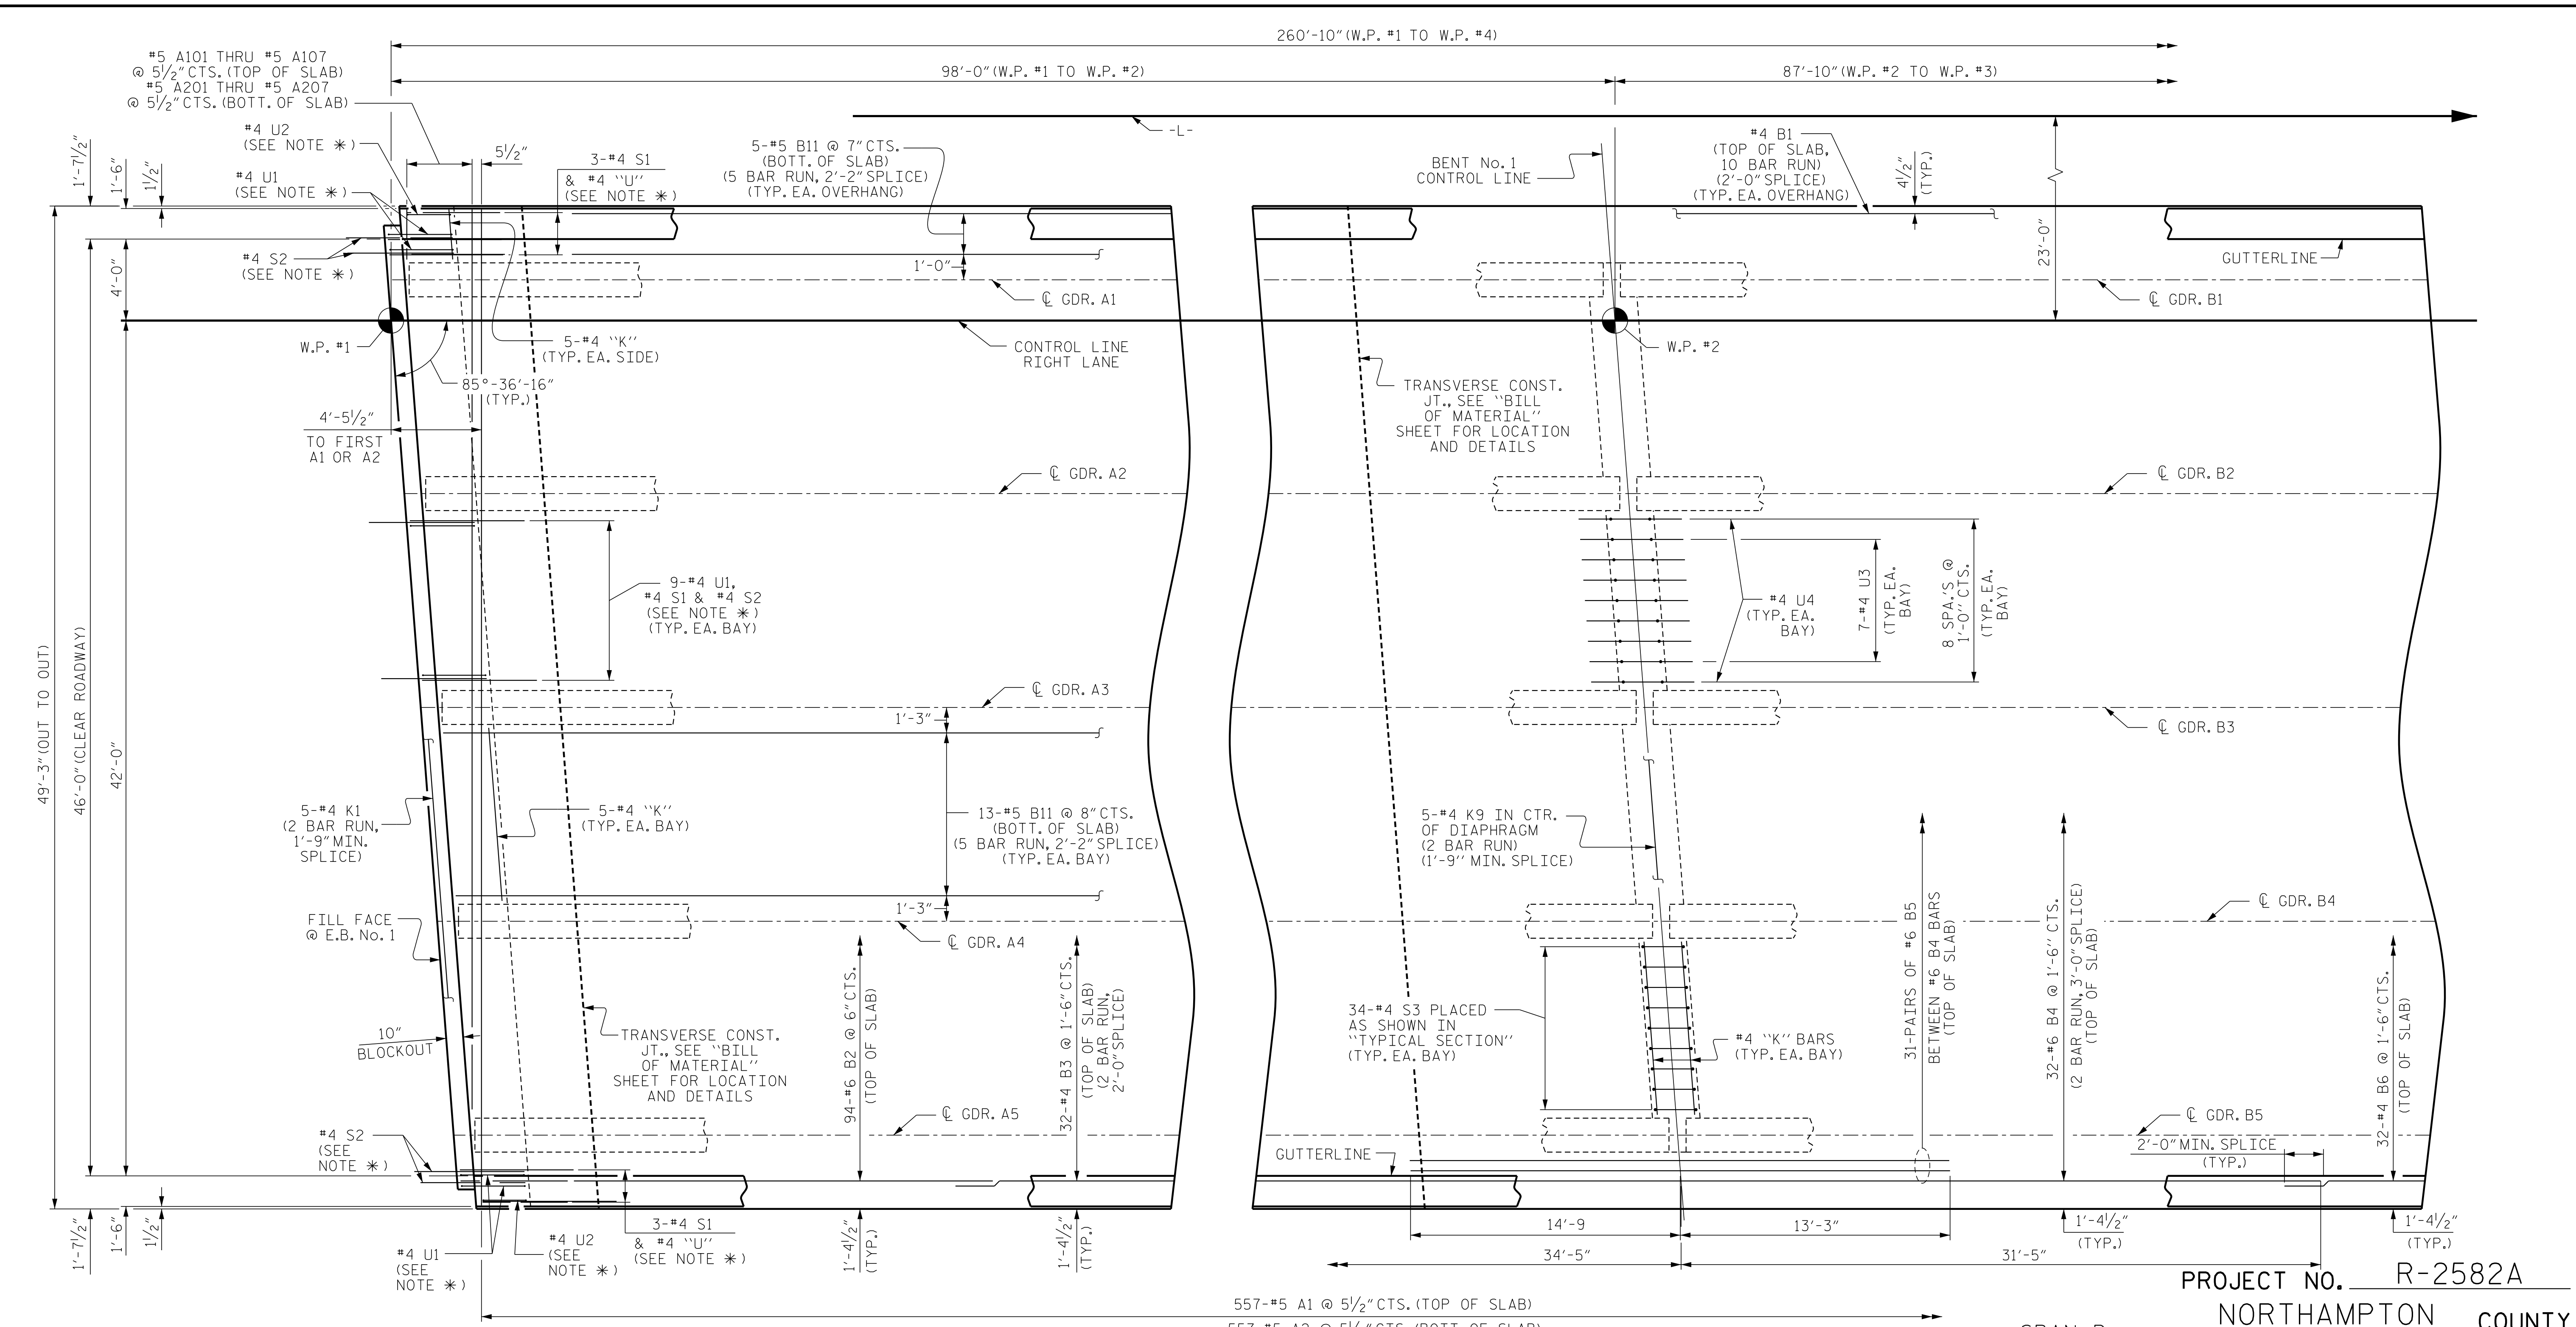 260'-10" (W.P. #1 TO W.P. #4)
#5 A101 THRU #5 A107
@ 5½" CTS. (TOP OF SLAB)
#5 A201 THRU #5 A207
@ 5½" CTS. (BOTT. OF SLAB)
98'-0" (W.P. #1 TO W.P. #2)
87'-10" (W.P. #2 TO W.P. #3)
-L-
#4 U2
(SEE NOTE ✳)
#4 U1
(SEE NOTE ✳)
5½"
3-#4 S1
& #4 ``U''
(SEE NOTE ✳)
5-#5 B11 @ 7" CTS.
(BOTT. OF SLAB)
(5 BAR RUN, 2'-2" SPLICE)
(TYP. EA. OVERHANG)
BENT No. 1
CONTROL LINE
#4 B1
(TOP OF SLAB,
10 BAR RUN)
(2'-0" SPLICE)
(TYP. EA. OVERHANG)
4½"
(TYP.)
1'-7½"
1'-6"
1½"
23'-0"
GUTTERLINE
#4 S2
(SEE NOTE ✳)
4'-0"
1'-0"
℄ GDR. A1
℄ GDR. B1
W.P. #1
5-#4 ``K''
(TYP. EA. SIDE)
CONTROL LINE
RIGHT LANE
W.P. #2
85°-36'-16"
(TYP.)
4'-5½"
TO FIRST
A1 OR A2
TRANSVERSE CONST.
JT., SEE ``BILL
OF MATERIAL''
SHEET FOR LOCATION
AND DETAILS
℄ GDR. A2
℄ GDR. B2
9-#4 U1,
#4 S1 & #4 S2
(SEE NOTE ✳)
(TYP. EA. BAY)
#4 U4
(TYP. EA.
BAY)
7-#4 U3
(TYP. EA.
BAY)
8 SPA.'S @
1'-0" CTS.
(TYP. EA.
BAY)
49'-3" (OUT TO OUT)
46'-0" (CLEAR ROADWAY)
42'-0"
℄ GDR. A3
1'-3"
℄ GDR. B3
5-#4 K1
(2 BAR RUN,
1'-9" MIN.
SPLICE)
5-#4 ``K''
(TYP. EA. BAY)
13-#5 B11 @ 8" CTS.
(BOTT. OF SLAB)
(5 BAR RUN, 2'-2" SPLICE)
(TYP. EA. BAY)
5-#4 K9 IN CTR.
OF DIAPHRAGM
(2 BAR RUN)
(1'-9" MIN. SPLICE)
FILL FACE
@ E.B. No. 1
1'-3"
℄ GDR. A4
℄ GDR. B4
10"
BLOCKOUT
TRANSVERSE CONST.
JT., SEE ``BILL
OF MATERIAL''
SHEET FOR LOCATION
AND DETAILS
94-#6 B2 @ 6" CTS.
(TOP OF SLAB)
32-#4 B3 @ 1'-6" CTS.
(TOP OF SLAB)
(2 BAR RUN,
2'-0" SPLICE)
34-#4 S3 PLACED
AS SHOWN IN
``TYPICAL SECTION''
(TYP. EA. BAY)
#4 ``K'' BARS
(TYP. EA. BAY)
31-PAIRS OF #6 B5
BETWEEN #6 B4 BARS
(TOP OF SLAB)
32-#6 B4 @ 1'-6" CTS.
(2 BAR RUN, 3'-0" SPLICE)
(TOP OF SLAB)
32-#4 B6 @ 1'-6" CTS.
(TOP OF SLAB)
℄ GDR. A5
℄ GDR. B5
#4 S2
(SEE
NOTE ✳)
GUTTERLINE
2'-0" MIN. SPLICE
(TYP.)
1'-7½"
1'-6"
1½"
#4 U1
(SEE
NOTE ✳)
#4 U2
(SEE
NOTE ✳)
3-#4 S1
& #4 ``U''
(SEE NOTE ✳)
1'-4½"
(TYP.)
1'-4½"
(TYP.)
14'-9
13'-3"
1'-4½"
(TYP.)
1'-4½"
(TYP.)
34'-5"
31'-5"
PROJECT NO. R-2582A
557-#5 A1 @ 5½" CTS. (TOP OF SLAB)
NORTHAMPTON COUNTY
557-#5 A2 @ 5½" CTS. (BOTT. OF SLAB)